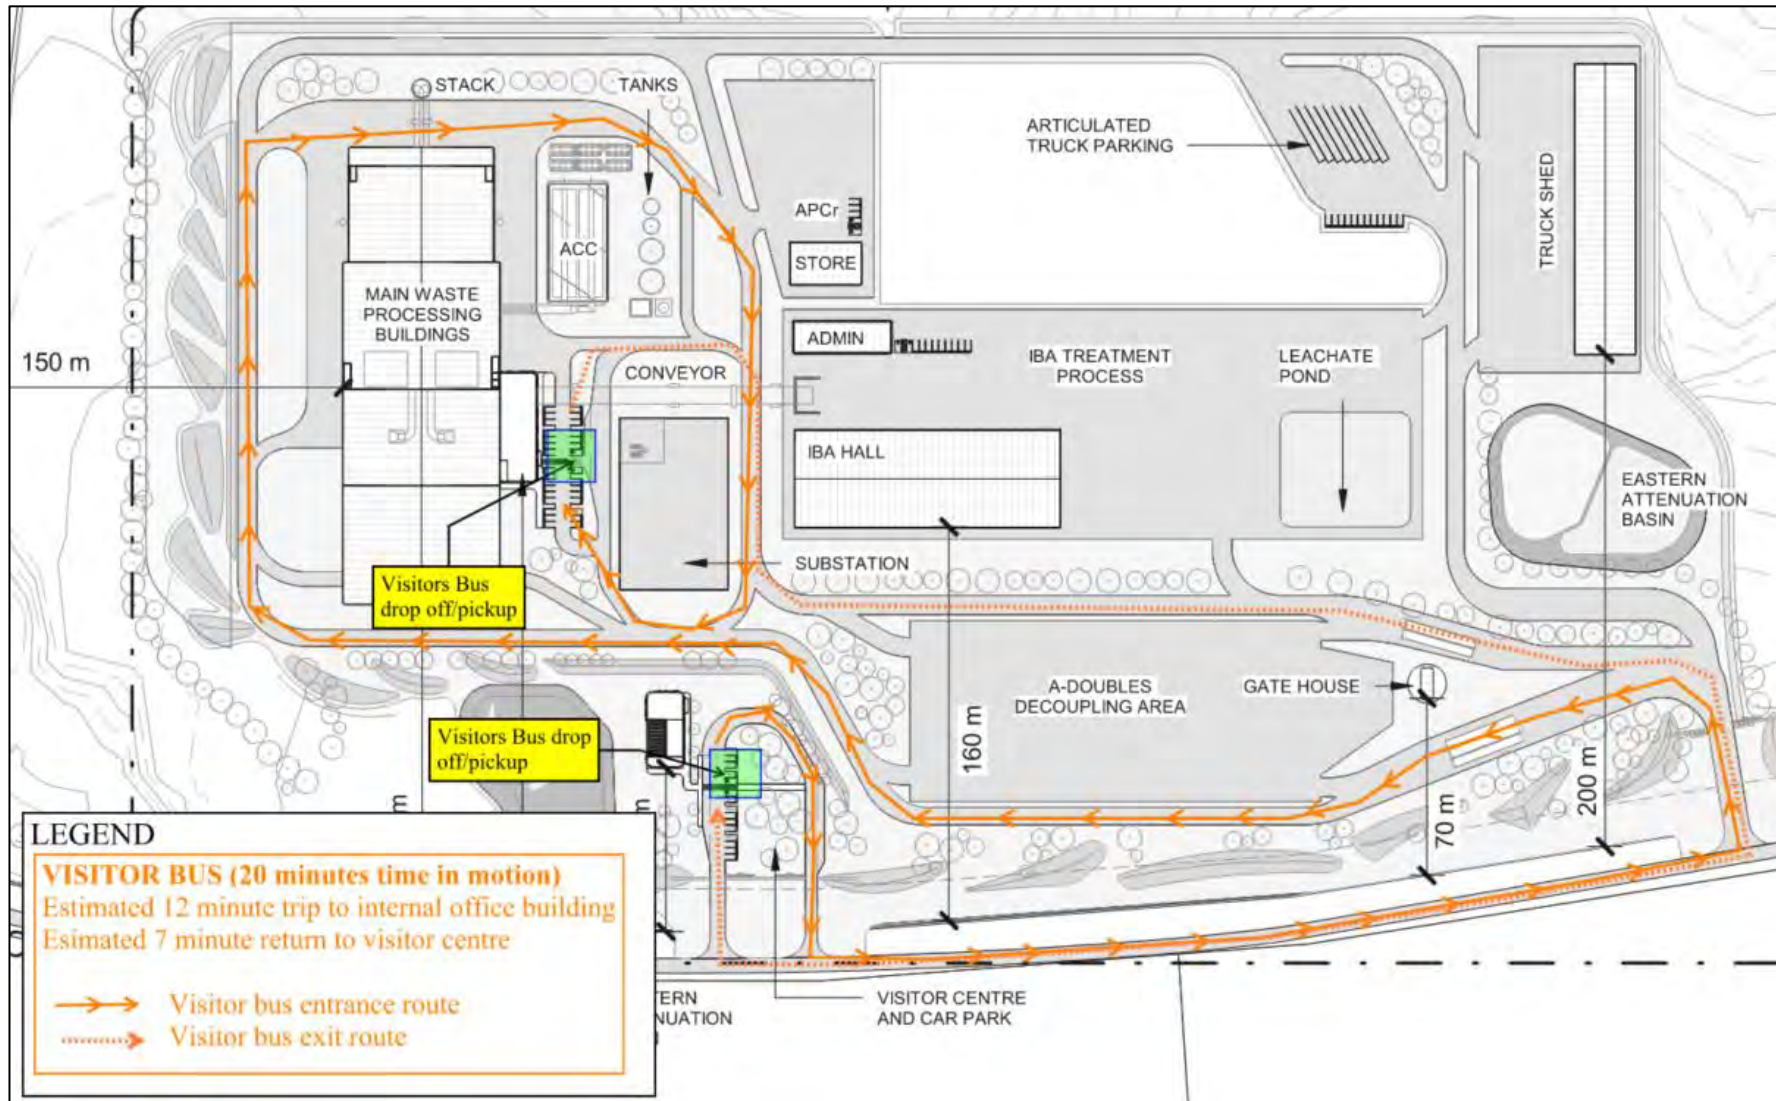 STACK
TANKS
ARTICULATED
TRUCK PARKING
TRUCK SHED
APCr
STORE
ACC
MAIN WASTE
PROCESSING
BUILDINGS
150 m
ADMIN
IBA TREATMENT
PROCESS
LEACHATE
POND
CONVEYOR
IBA HALL
EASTERN
ATTENUATION
BASIN
SUBSTATION
Visitors Bus
drop off/pickup
A-DOUBLES
DECOUPLING AREA
GATE HOUSE
Visitors Bus drop
off/pickup
160 m
70 m
200 m
m
m
LEGEND
VISITOR BUS (20 minutes time in motion)
Estimated 12 minute trip to internal office building
Esimated 7 minute return to visitor centre
Visitor bus entrance route
Visitor bus exit route
TERN
NUATION
VISITOR CENTRE
AND CAR PARK